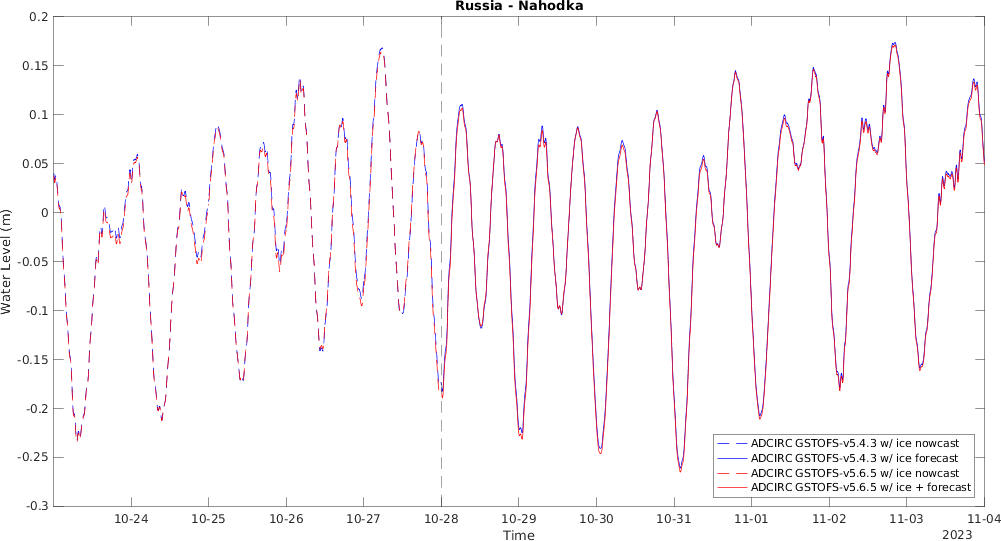 Russia - Nahodka
0.2
0.15
0.1
0.05
0
-0.05
-0.1
-0.15
-0.2
-0.25
-0.3
Water Level (m)
ADCIRC GSTOFS-v5.4.3 w/ ice nowcast
ADCIRC GSTOFS-v5.4.3 w/ ice forecast
ADCIRC GSTOFS-v5.6.5 w/ ice nowcast
ADCIRC GSTOFS-v5.6.5 w/ ice + forecast
10-24 10-25 10-26 10-27 10-28 10-29 10-30 10-31 11-01 11-02 11-03 11-04
Time
2023